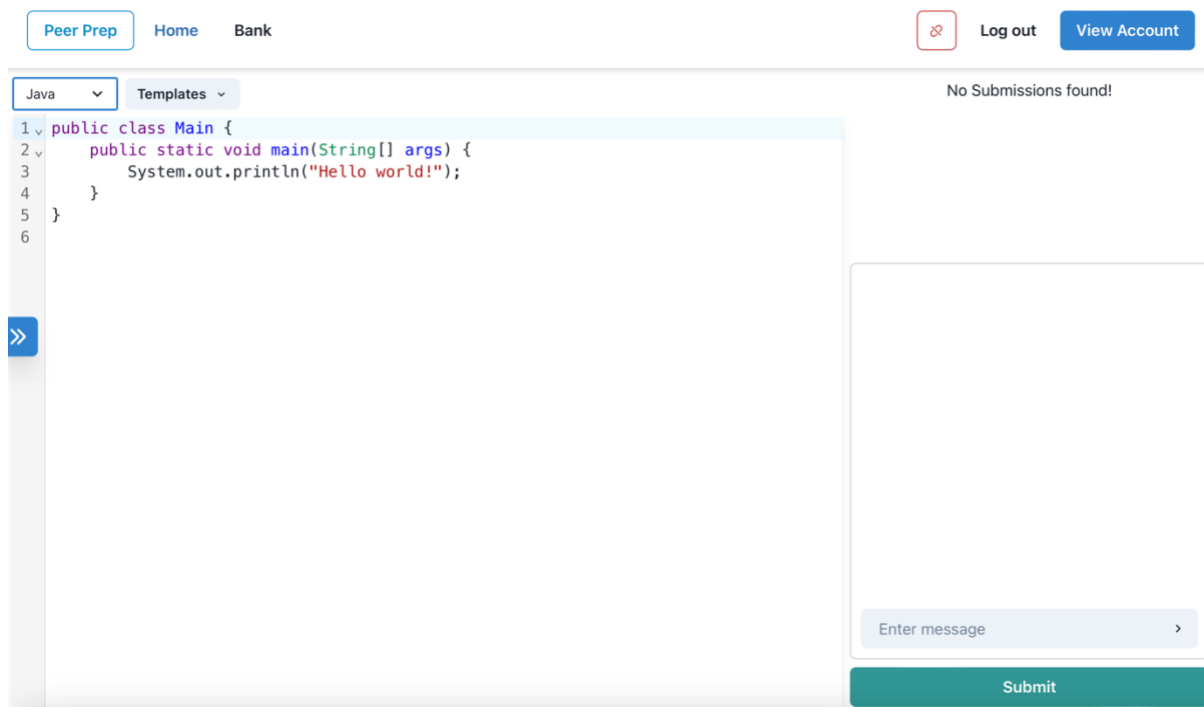 Peer Prep Home Bank Log out View Account
Java Templates No Submissions found!
1 public class Main {
2 public static void main(String[] args) {
3 System.out.println("Hello world!");
4 }
5 }
6
Enter message
Submit